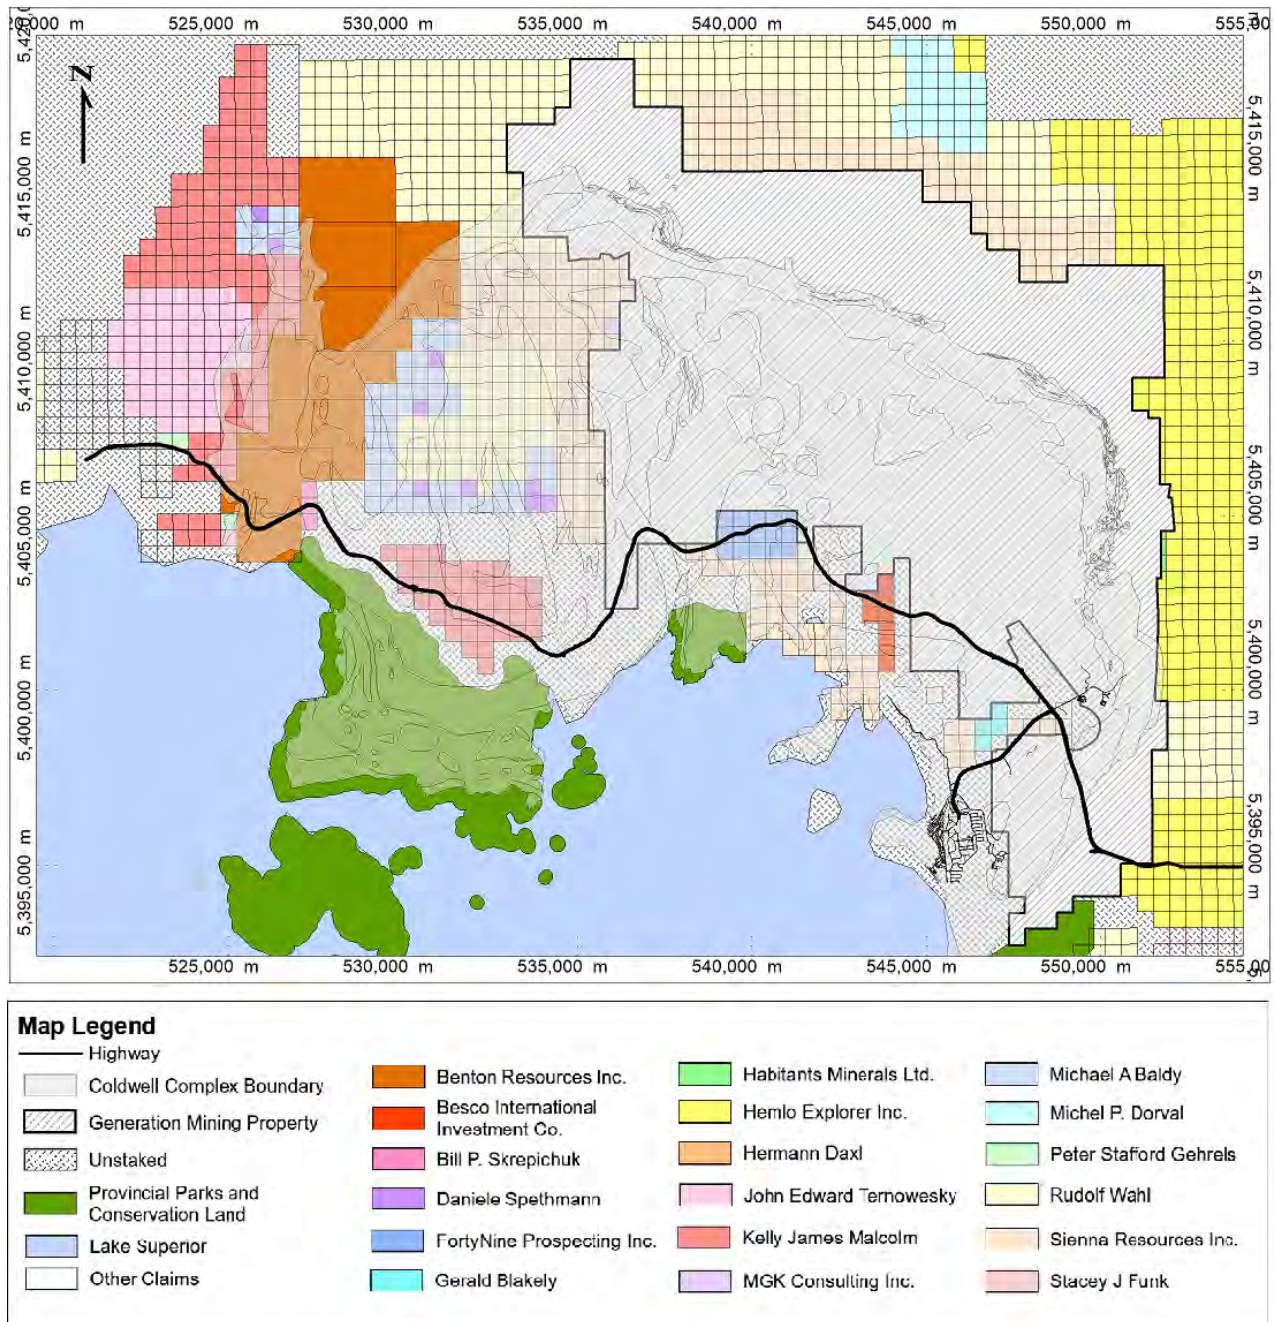 525,000 m
530,000 m
535,000 m
540,000 m
545,000 m
550,000 m
N
5,415,000 m
5,410,000 m
5,405,000 m
5,400,000 m
5,395,000 m
5,415,000 m
5,410,000 m
5,405,000 m
5,400,000 m
5,395,000 m
525,000 m
530,000 m
535,000 m
540,000 m
545,000 m
550,000 m
Map Legend
Highway
Coldwell Complex Boundary
Generation Mining Property
Unstaked
Provincial Parks and
Conservation Land
Lake Superior
Other Claims
Benton Resources Inc.
Besco International
Investment Co.
Bill P. Skrepichuk
Daniele Spethmann
FortyNine Prospecting Inc.
Gerald Blakely
Habitants Minerals Ltd.
Hemlo Explorer Inc.
Hermann Daxl
John Edward Ternowesky
Kelly James Malcolm
MGK Consulting Inc.
Michael A Baldy
Michel P. Dorval
Peter Stafford Gehrels
Rudolf Wahl
Sienna Resources Inc.
Stacey J Funk